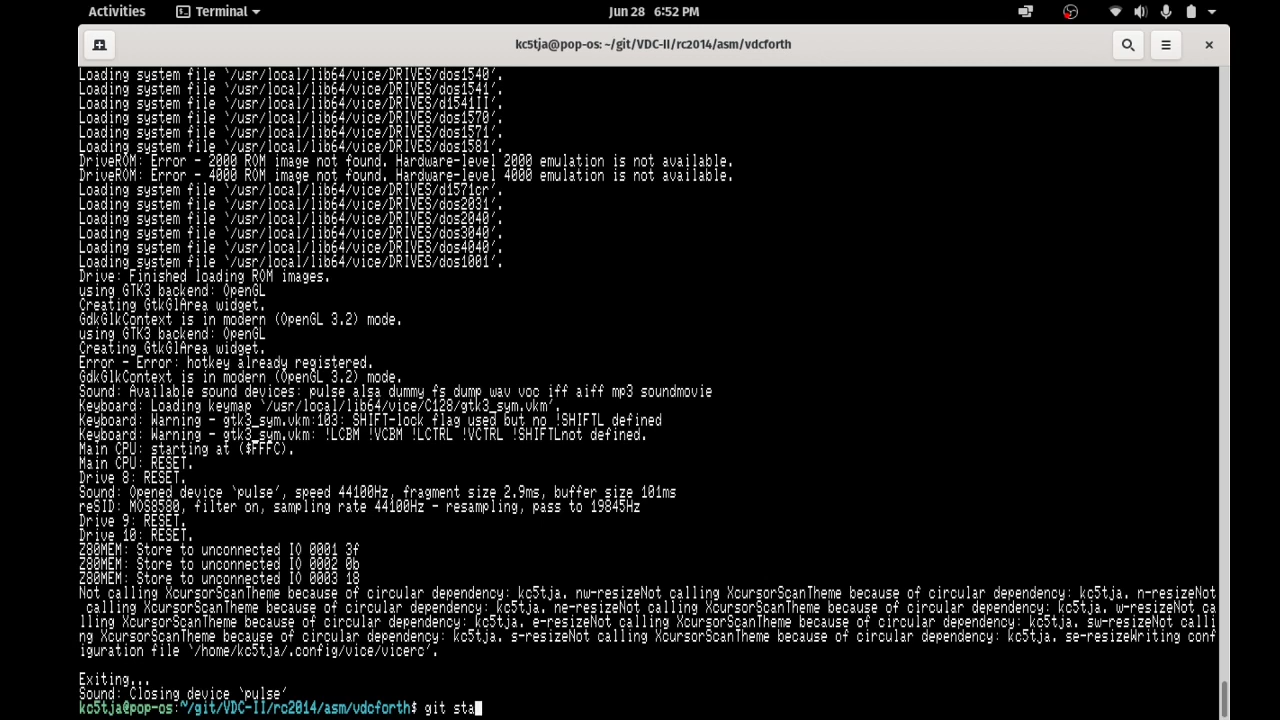 Activities
Terminal
Jun 28 6:52 PM
kc5tja@pop-os: ~/git/VDC-II/rc2014/asm/vdcforth
Loading system file `/usr/local/lib64/vice/DRIVES/dos1540'.
Loading system file `/usr/local/lib64/vice/DRIVES/dos1541'.
Loading system file `/usr/local/lib64/vice/DRIVES/d1541II'.
Loading system file `/usr/local/lib64/vice/DRIVES/dos1570'.
Loading system file `/usr/local/lib64/vice/DRIVES/dos1571'.
Loading system file `/usr/local/lib64/vice/DRIVES/dos1581'.
DriveROM: Error - 2000 ROM image not found. Hardware-level 2000 emulation is not available.
DriveROM: Error - 4000 ROM image not found. Hardware-level 4000 emulation is not available.
Loading system file `/usr/local/lib64/vice/DRIVES/d1571cr'.
Loading system file `/usr/local/lib64/vice/DRIVES/dos2031'.
Loading system file `/usr/local/lib64/vice/DRIVES/dos2040'.
Loading system file `/usr/local/lib64/vice/DRIVES/dos3040'.
Loading system file `/usr/local/lib64/vice/DRIVES/dos4040'.
Loading system file `/usr/local/lib64/vice/DRIVES/dos1001'.
Drive: Finished loading ROM images.
using GTK3 backend: OpenGL
Creating GtkGlArea widget.
GdkGlkContext is in modern (OpenGL 3.2) mode.
using GTK3 backend: OpenGL
Creating GtkGlArea widget.
Error - Error: hotkey already registered.
GdkGlkContext is in modern (OpenGL 3.2) mode.
Sound: Available sound devices: pulse alsa dummy fs dump wav voc iff aiff mp3 soundmovie
Keyboard: Loading keymap `/usr/local/lib64/vice/C128/gtk3_sym.vkm'.
Keyboard: Warning - gtk3_sym.vkm:103: SHIFT-lock flag used but no !SHIFTL defined
Keyboard: Warning - gtk3_sym.vkm: !LCBM !VCBM !LCTRL !VCTRL !SHIFTLnot defined.
Main CPU: starting at ($FFFC).
Main CPU: RESET.
Drive 8: RESET.
Sound: Opened device `pulse', speed 44100Hz, fragment size 2.9ms, buffer size 101ms
reSID: MOS8580, filter on, sampling rate 44100Hz - resampling, pass to 19845Hz
Drive 9: RESET.
Drive 10: RESET.
Z80MEM: Store to unconnected IO 0001 3f
Z80MEM: Store to unconnected IO 0002 0b
Z80MEM: Store to unconnected IO 0003 18
Not calling XcursorScanTheme because of circular dependency: kc5tja. nw-resizeNot calling XcursorScanTheme because of circular dependency: kc5tja. n-resizeNot
 calling XcursorScanTheme because of circular dependency: kc5tja. ne-resizeNot calling XcursorScanTheme because of circular dependency: kc5tja. w-resizeNot ca
lling XcursorScanTheme because of circular dependency: kc5tja. e-resizeNot calling XcursorScanTheme because of circular dependency: kc5tja. sw-resizeNot calli
ng XcursorScanTheme because of circular dependency: kc5tja. s-resizeNot calling XcursorScanTheme because of circular dependency: kc5tja. se-resizeWriting conf
iguration file `/home/kc5tja/.config/vice/vicerc'.
Exiting...
Sound: Closing device `pulse'
kc5tja@pop-os:~/git/VDC-II/rc2014/asm/vdcforth$ git sta